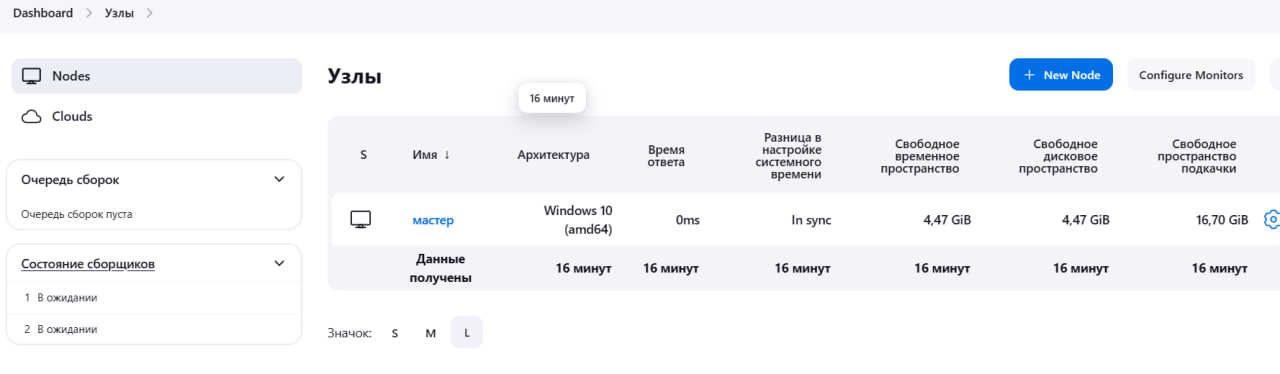 Dashboard > Узлы >
Nodes
Clouds
Очередь сборок
Очередь сборок пуста
Состояние сборщиков
1 В ожидании
2 В ожидании
Узлы
+ New Node
Configure Monitors
16 минут
S
Имя ↓
Архитектура
Время
ответа
Разница в
настройке
системного
времени
Свободное
временное
пространство
Свободное
дисковое
пространство
Свободное
пространство
подкачки
мастер
Windows 10
(amd64)
0ms
In sync
4,47 GiB
4,47 GiB
16,70 GiB
Данные
получены
16 минут
16 минут
16 минут
16 минут
16 минут
16 минут
Значок: S M L